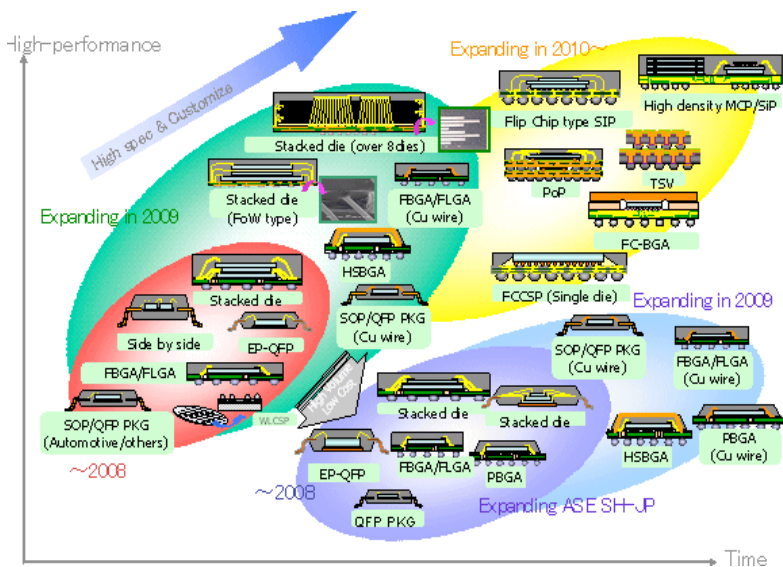 High-performance
Expanding in 2010～
High spec & Customize
Flip Chip type SIP
High density MCP/SiP
Stacked die (over 8dies)
PoP
TSV
Stacked die
(FoW type)
FBGA/FLGA
(Cu wire)
Expanding in 2009
FC-BGA
HSBGA
FCCSP (Single die)
Stacked die
Expanding in 2009
SOP/QFP PKG
(Cu wire)
Side by side
EP-QFP
SOP/QFP PKG
(Cu wire)
FBGA/FLGA
(Cu wire)
FBGA/FLGA
High Volume
Low Cost
Stacked die
Stacked die
SOP/QFP PKG
(Automotive/others)
WLCSP
HSBGA
PBGA
(Cu wire)
～2008
EP-QFP
FBGA/FLGA
PBGA
～2008
QFP PKG
Expanding ASE SH-JP
Time